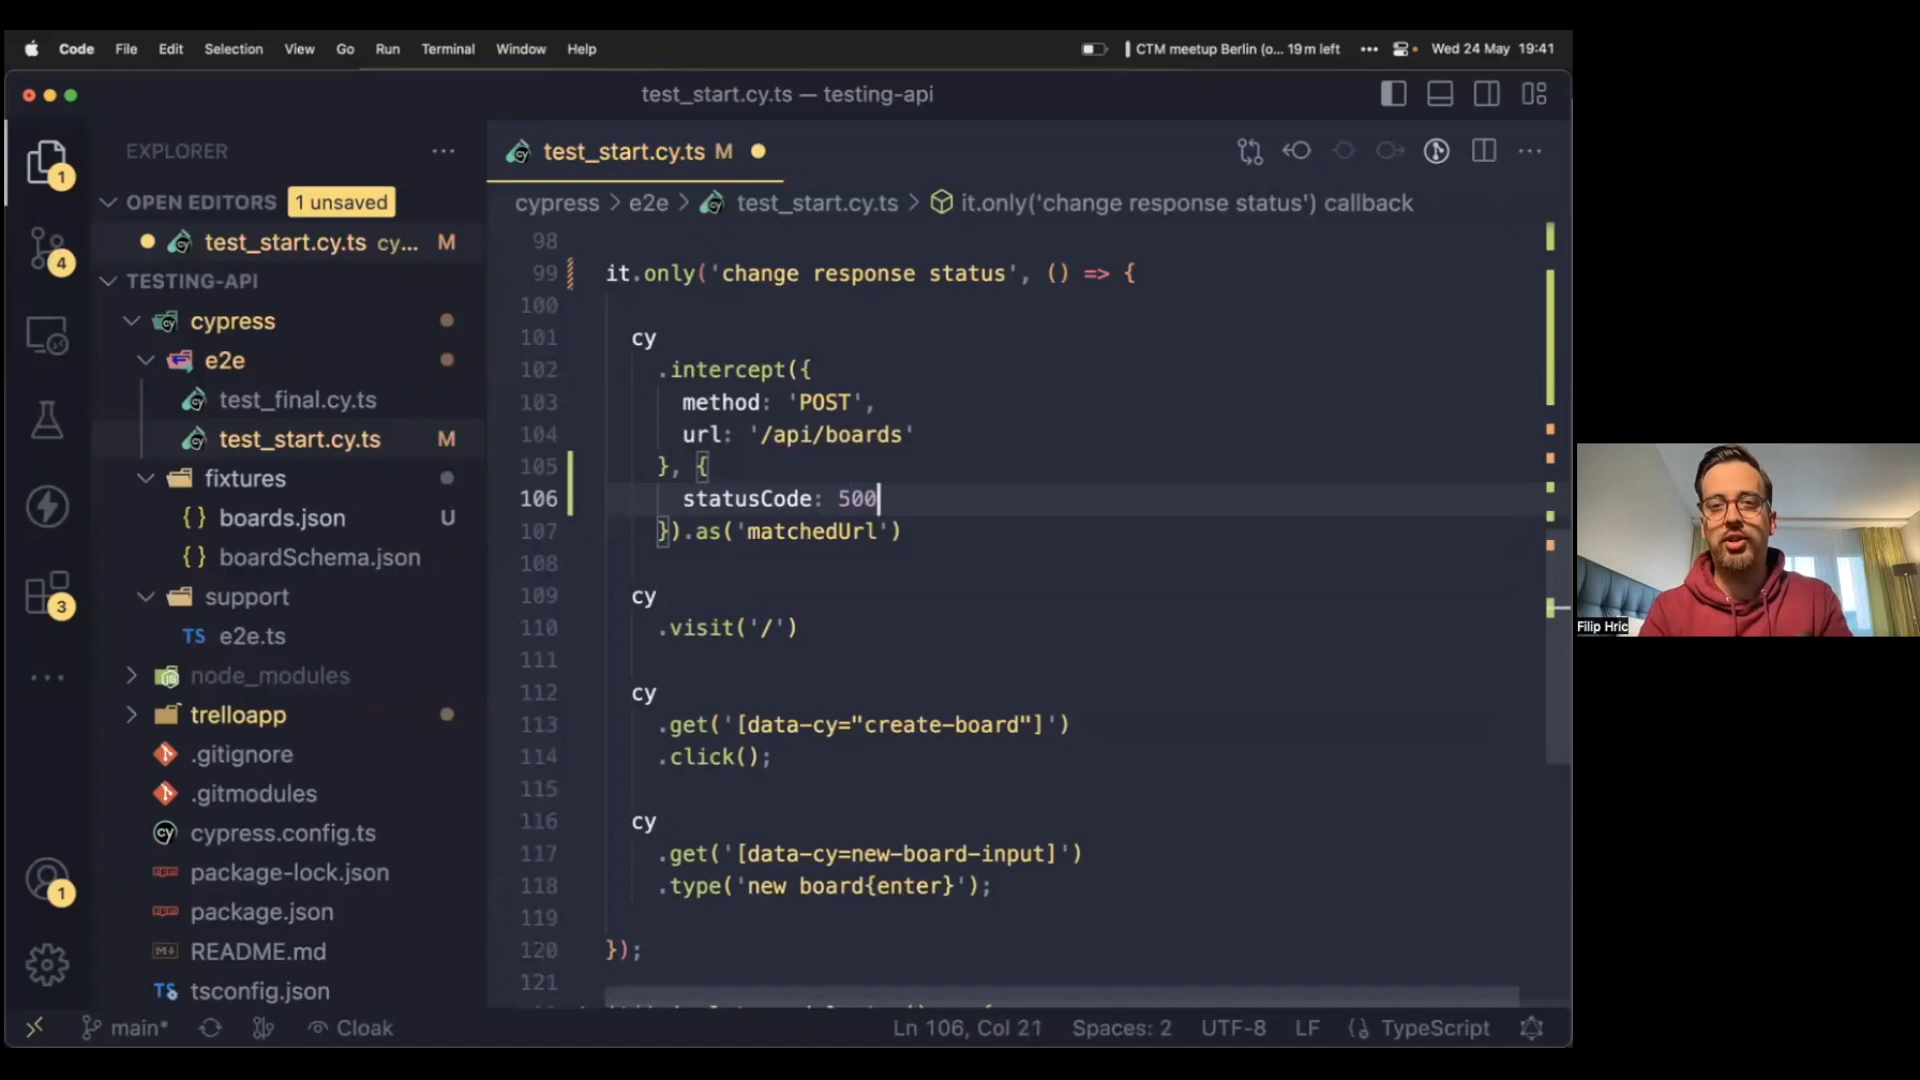 Code File Edit Selection View Go Run Terminal Window Help
CTM meetup Berlin (o... 19 m left ••• Wed 24 May 19:41
test_start.cy.ts — testing-api
EXPLORER
OPEN EDITORS 1 unsaved
test_start.cy.ts cy... M
TESTING-API
cypress
e2e
test_final.cy.ts
test_start.cy.ts M
fixtures
{} boards.json U
{} boardSchema.json
support
TS e2e.ts
node_modules
trelloapp
.gitignore
.gitmodules
cypress.config.ts
package-lock.json
package.json
README.md
TS tsconfig.json
1
4
3
1
test_start.cy.ts M
cypress > e2e > test_start.cy.ts > it.only('change response status') callback
98
99 it.only('change response status', () => {
100
101 cy
102 .intercept({
103 method: 'POST',
104 url: '/api/boards'
105 }, {
106 statusCode: 500
107 }).as('matchedUrl')
108
109 cy
110 .visit('/')
111
112 cy
113 .get('[data-cy="create-board"]')
114 .click();
115
116 cy
117 .get('[data-cy=new-board-input]')
118 .type('new board{enter}');
119
120 });
121
main* Cloak Ln 106, Col 21 Spaces: 2 UTF-8 LF {} TypeScript
Filip Hric